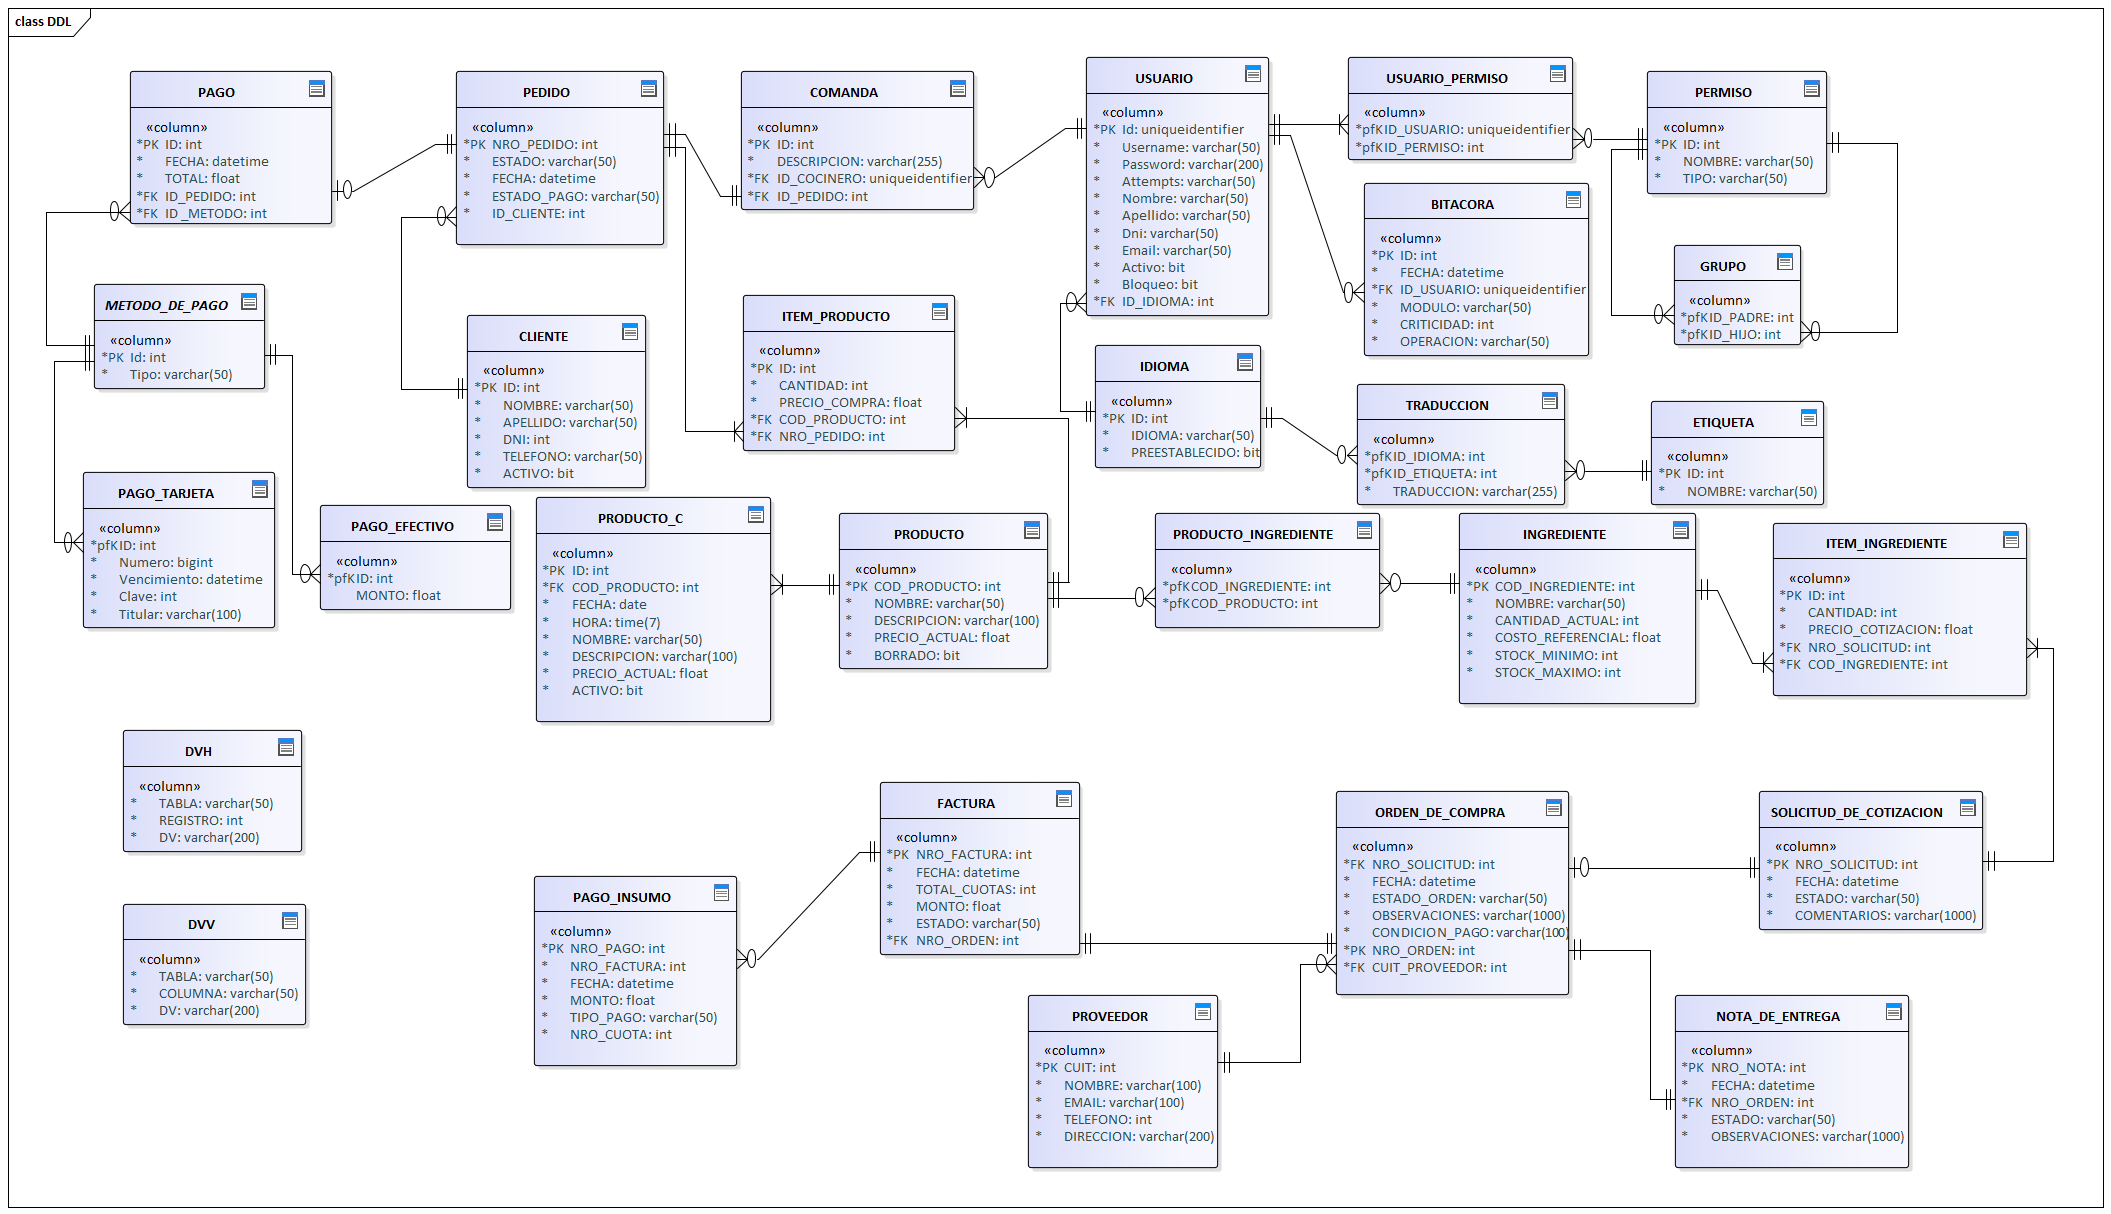 class DDL
PAGO
«column»
*PK ID: int
* FECHA: datetime
* TOTAL: float
*FK ID_PEDIDO: int
*FK ID_METODO: int
PEDIDO
«column»
*PK NRO_PEDIDO: int
* ESTADO: varchar(50)
* FECHA: datetime
* ESTADO_PAGO: varchar(50)
* ID_CLIENTE: int
COMANDA
«column»
*PK ID: int
* DESCRIPCION: varchar(255)
*FK ID_COCINERO: uniqueidentifier
*FK ID_PEDIDO: int
USUARIO
«column»
*PK Id: uniqueidentifier
* Username: varchar(50)
* Password: varchar(200)
* Attempts: varchar(50)
* Nombre: varchar(50)
* Apellido: varchar(50)
* Dni: varchar(50)
* Email: varchar(50)
* Activo: bit
* Bloqueo: bit
*FK ID_IDIOMA: int
USUARIO_PERMISO
«column»
*pfK ID_USUARIO: uniqueidentifier
*pfK ID_PERMISO: int
PERMISO
«column»
*PK ID: int
* NOMBRE: varchar(50)
* TIPO: varchar(50)
BITACORA
«column»
*PK ID: int
* FECHA: datetime
*FK ID_USUARIO: uniqueidentifier
* MODULO: varchar(50)
* CRITICIDAD: int
* OPERACION: varchar(50)
GRUPO
«column»
*pfK ID_PADRE: int
*pfK ID_HIJO: int
METODO_DE_PAGO
«column»
*PK Id: int
* Tipo: varchar(50)
CLIENTE
«column»
*PK ID: int
* NOMBRE: varchar(50)
* APELLIDO: varchar(50)
* DNI: int
* TELEFONO: varchar(50)
* ACTIVO: bit
ITEM_PRODUCTO
«column»
*PK ID: int
* CANTIDAD: int
* PRECIO_COMPRA: float
*FK COD_PRODUCTO: int
*FK NRO_PEDIDO: int
IDIOMA
«column»
*PK ID: int
* IDIOMA: varchar(50)
* PREESTABLECIDO: bit
TRADUCCION
«column»
*pfK ID_IDIOMA: int
*pfK ID_ETIQUETA: int
* TRADUCCION: varchar(255)
ETIQUETA
«column»
*PK ID: int
* NOMBRE: varchar(50)
PAGO_TARJETA
«column»
*pfK ID: int
* Numero: bigint
* Vencimiento: datetime
* Clave: int
* Titular: varchar(100)
PAGO_EFECTIVO
«column»
*pfK ID: int
MONTO: float
PRODUCTO_C
«column»
*PK ID: int
*FK COD_PRODUCTO: int
* FECHA: date
* HORA: time(7)
* NOMBRE: varchar(50)
* DESCRIPCION: varchar(100)
* PRECIO_ACTUAL: float
* ACTIVO: bit
PRODUCTO
«column»
*PK COD_PRODUCTO: int
* NOMBRE: varchar(50)
* DESCRIPCION: varchar(100)
* PRECIO_ACTUAL: float
* BORRADO: bit
PRODUCTO_INGREDIENTE
«column»
*pfK COD_INGREDIENTE: int
*pfK COD_PRODUCTO: int
INGREDIENTE
«column»
*PK COD_INGREDIENTE: int
* NOMBRE: varchar(50)
* CANTIDAD_ACTUAL: int
* COSTO_REFERENCIAL: float
* STOCK_MINIMO: int
* STOCK_MAXIMO: int
ITEM_INGREDIENTE
«column»
*PK ID: int
* CANTIDAD: int
* PRECIO_COTIZACION: float
*FK NRO_SOLICITUD: int
*FK COD_INGREDIENTE: int
DVH
«column»
* TABLA: varchar(50)
* REGISTRO: int
* DV: varchar(200)
DVV
«column»
* TABLA: varchar(50)
* COLUMNA: varchar(50)
* DV: varchar(200)
PAGO_INSUMO
«column»
*PK NRO_PAGO: int
* NRO_FACTURA: int
* FECHA: datetime
* MONTO: float
* TIPO_PAGO: varchar(50)
* NRO_CUOTA: int
FACTURA
«column»
*PK NRO_FACTURA: int
* FECHA: datetime
* TOTAL_CUOTAS: int
* MONTO: float
* ESTADO: varchar(50)
*FK NRO_ORDEN: int
ORDEN_DE_COMPRA
«column»
*FK NRO_SOLICITUD: int
* FECHA: datetime
* ESTADO_ORDEN: varchar(50)
* OBSERVACIONES: varchar(1000)
* CONDICION_PAGO: varchar(100)
*PK NRO_ORDEN: int
*FK CUIT_PROVEEDOR: int
SOLICITUD_DE_COTIZACION
«column»
*PK NRO_SOLICITUD: int
* FECHA: datetime
* ESTADO: varchar(50)
* COMENTARIOS: varchar(1000)
PROVEEDOR
«column»
*PK CUIT: int
* NOMBRE: varchar(100)
* EMAIL: varchar(100)
* TELEFONO: int
* DIRECCION: varchar(200)
NOTA_DE_ENTREGA
«column»
*PK NRO_NOTA: int
* FECHA: datetime
*FK NRO_ORDEN: int
* ESTADO: varchar(50)
* OBSERVACIONES: varchar(1000)